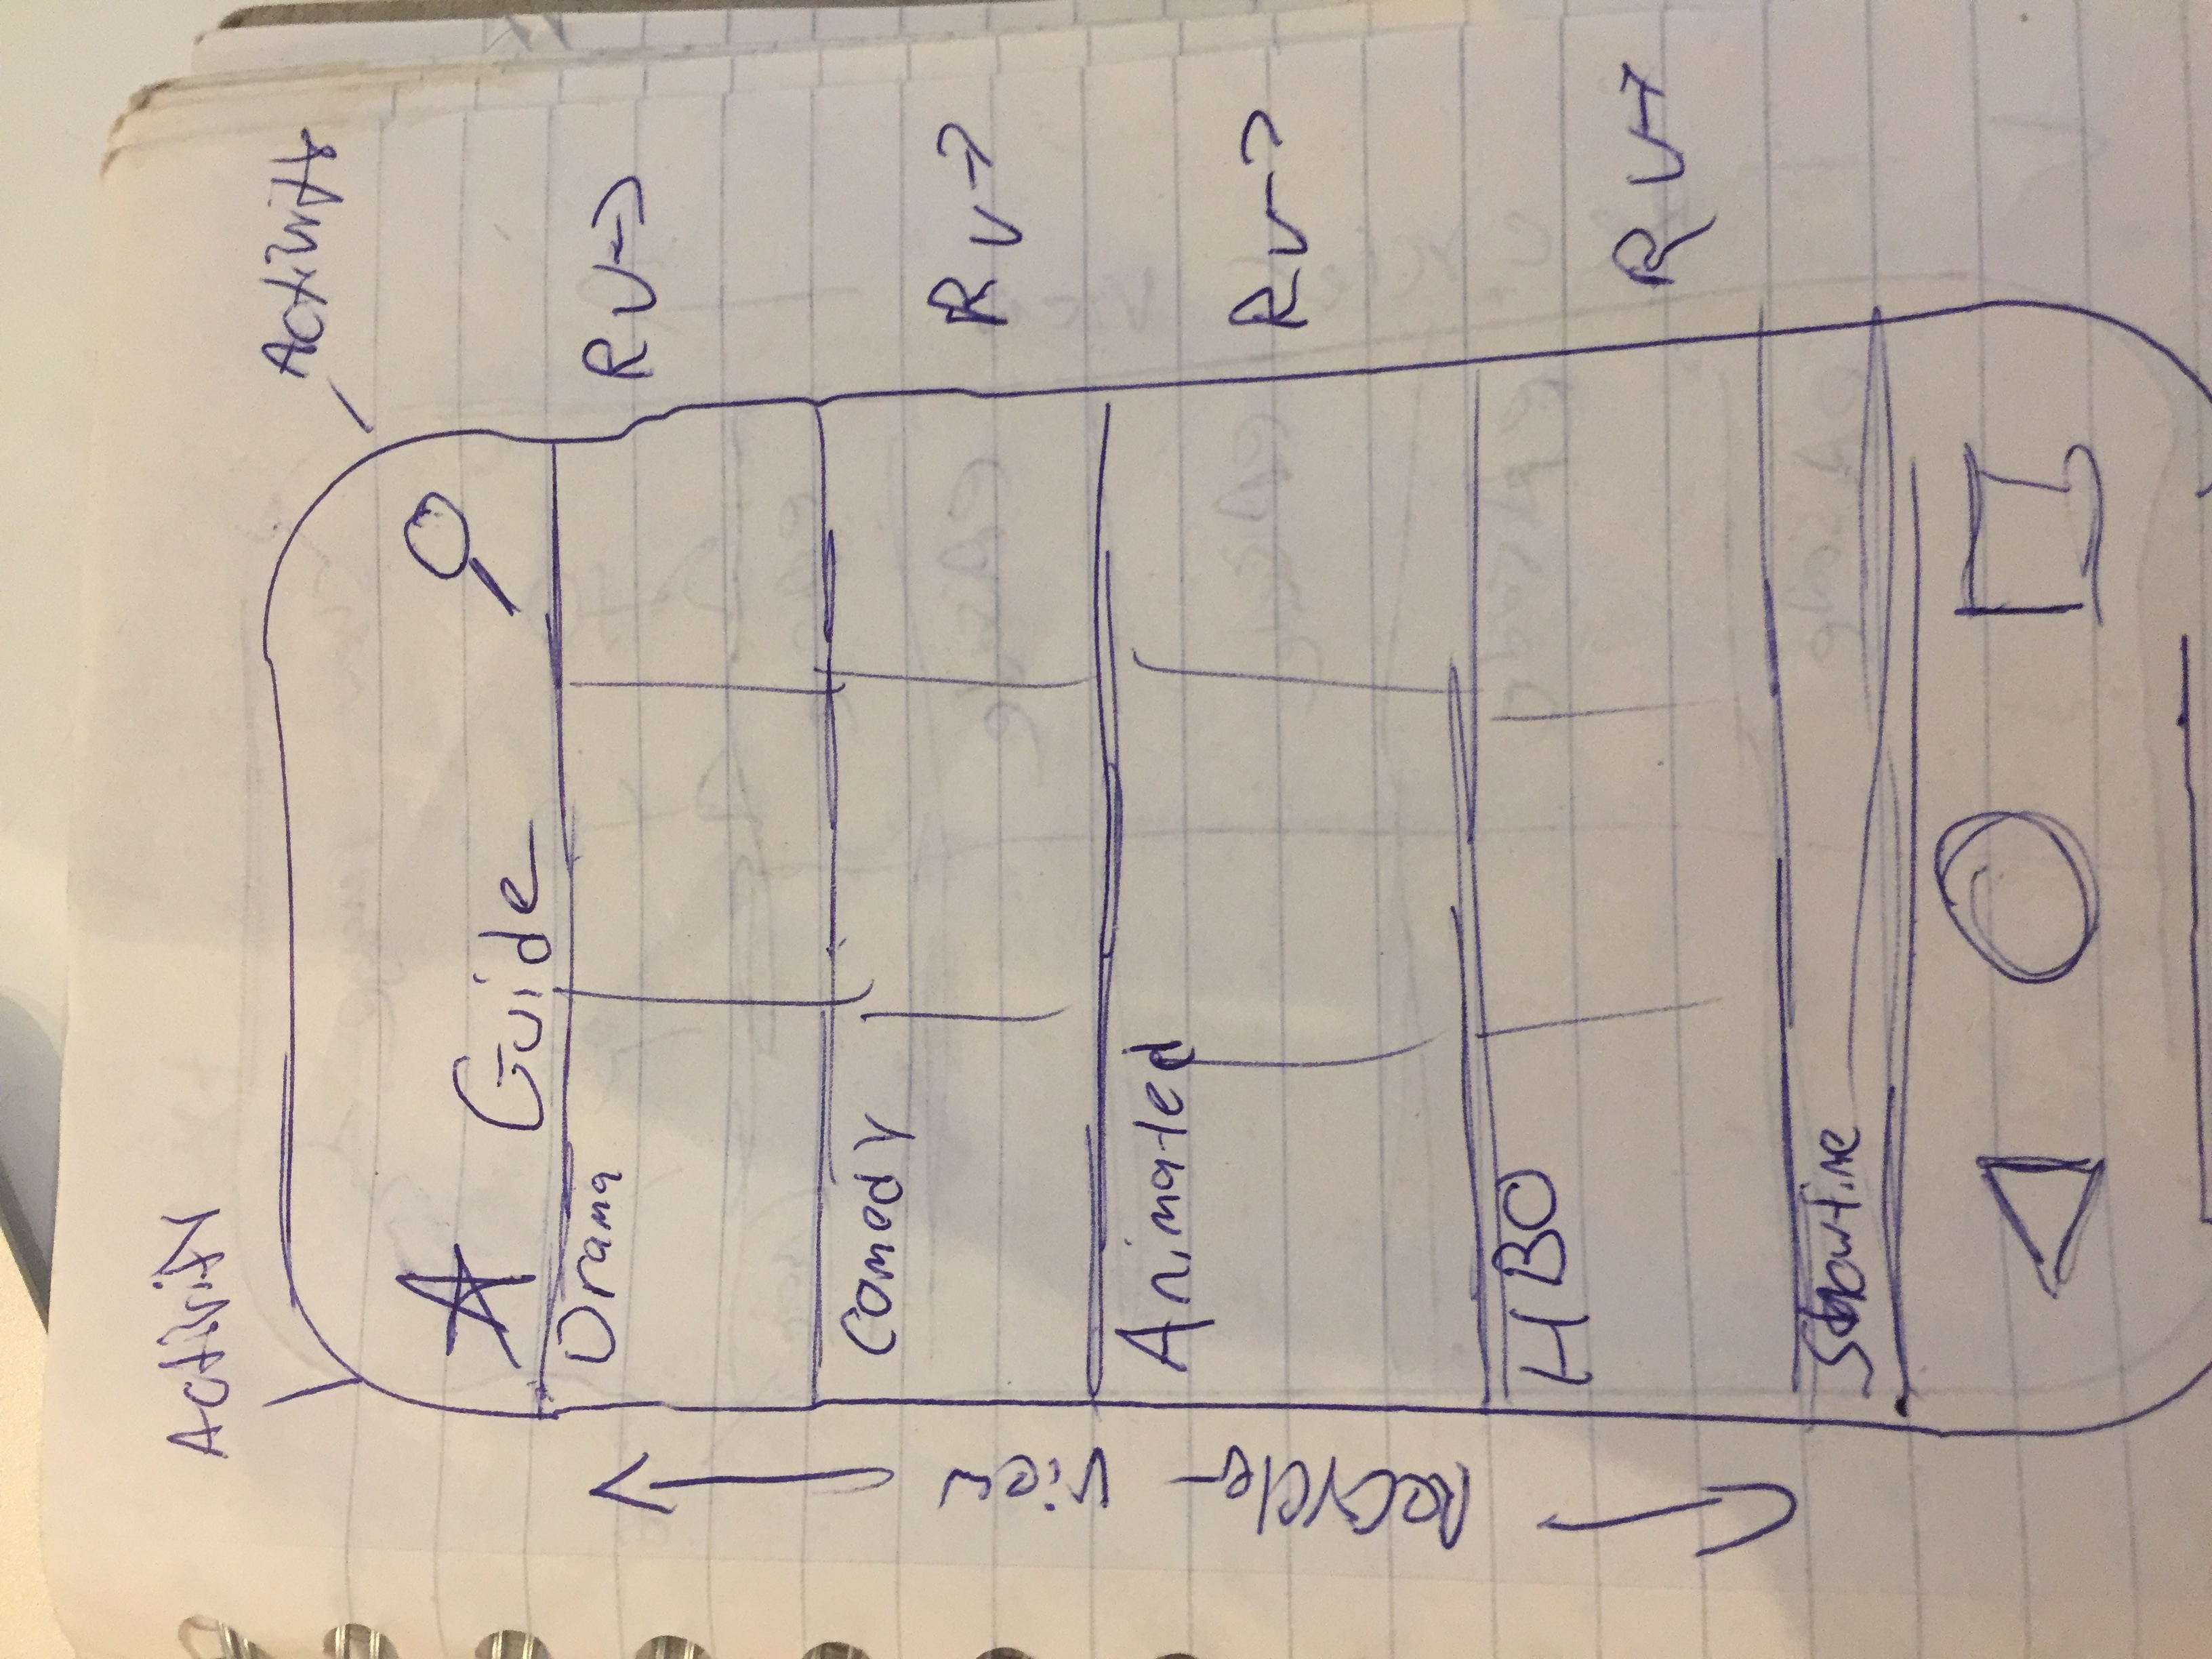 Activity
Activity
Guide
Drama
RV→
Comedy
RV→
Recycler View
Animated
RV→
HBO
RV→
Showtime